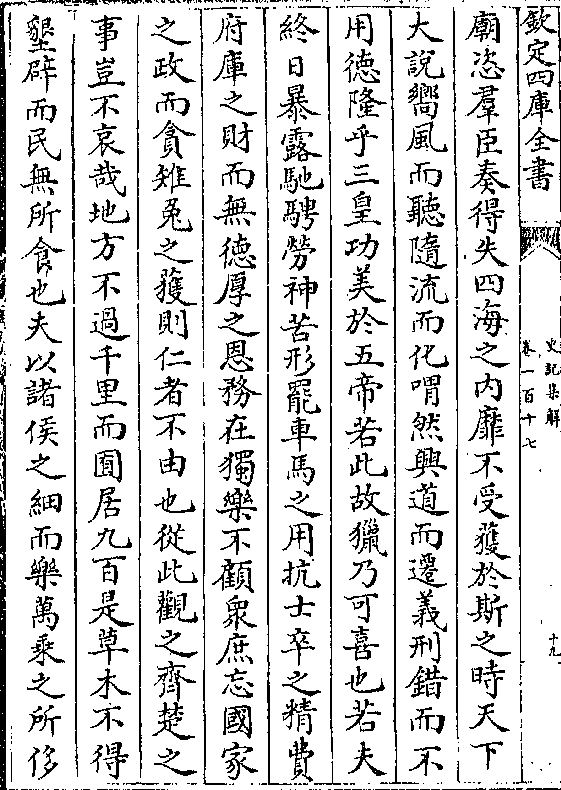 欽定四庫全書
史記集解
卷一百十七
十九
廟恣羣臣奏得失四海之内靡不受獲於斯之時天下
大說嚮風而聽隨流而化喟然興道而遷義刑錯而不
用徳隆乎三皇功美於五帝若此故獵乃可喜也若夫
終日暴露馳騁勞神苦形罷車馬之用抗士卒之精費
府庫之財而無徳厚之恩務在獨樂不顧衆庶忘國家
之政而貪雉兎之獲則仁者不由也從此觀之齊楚之
事豈不哀哉地方不過千里而囿居九百是草木不得
墾辟而民無所食也夫以諸侯之細而樂萬乗之所侈